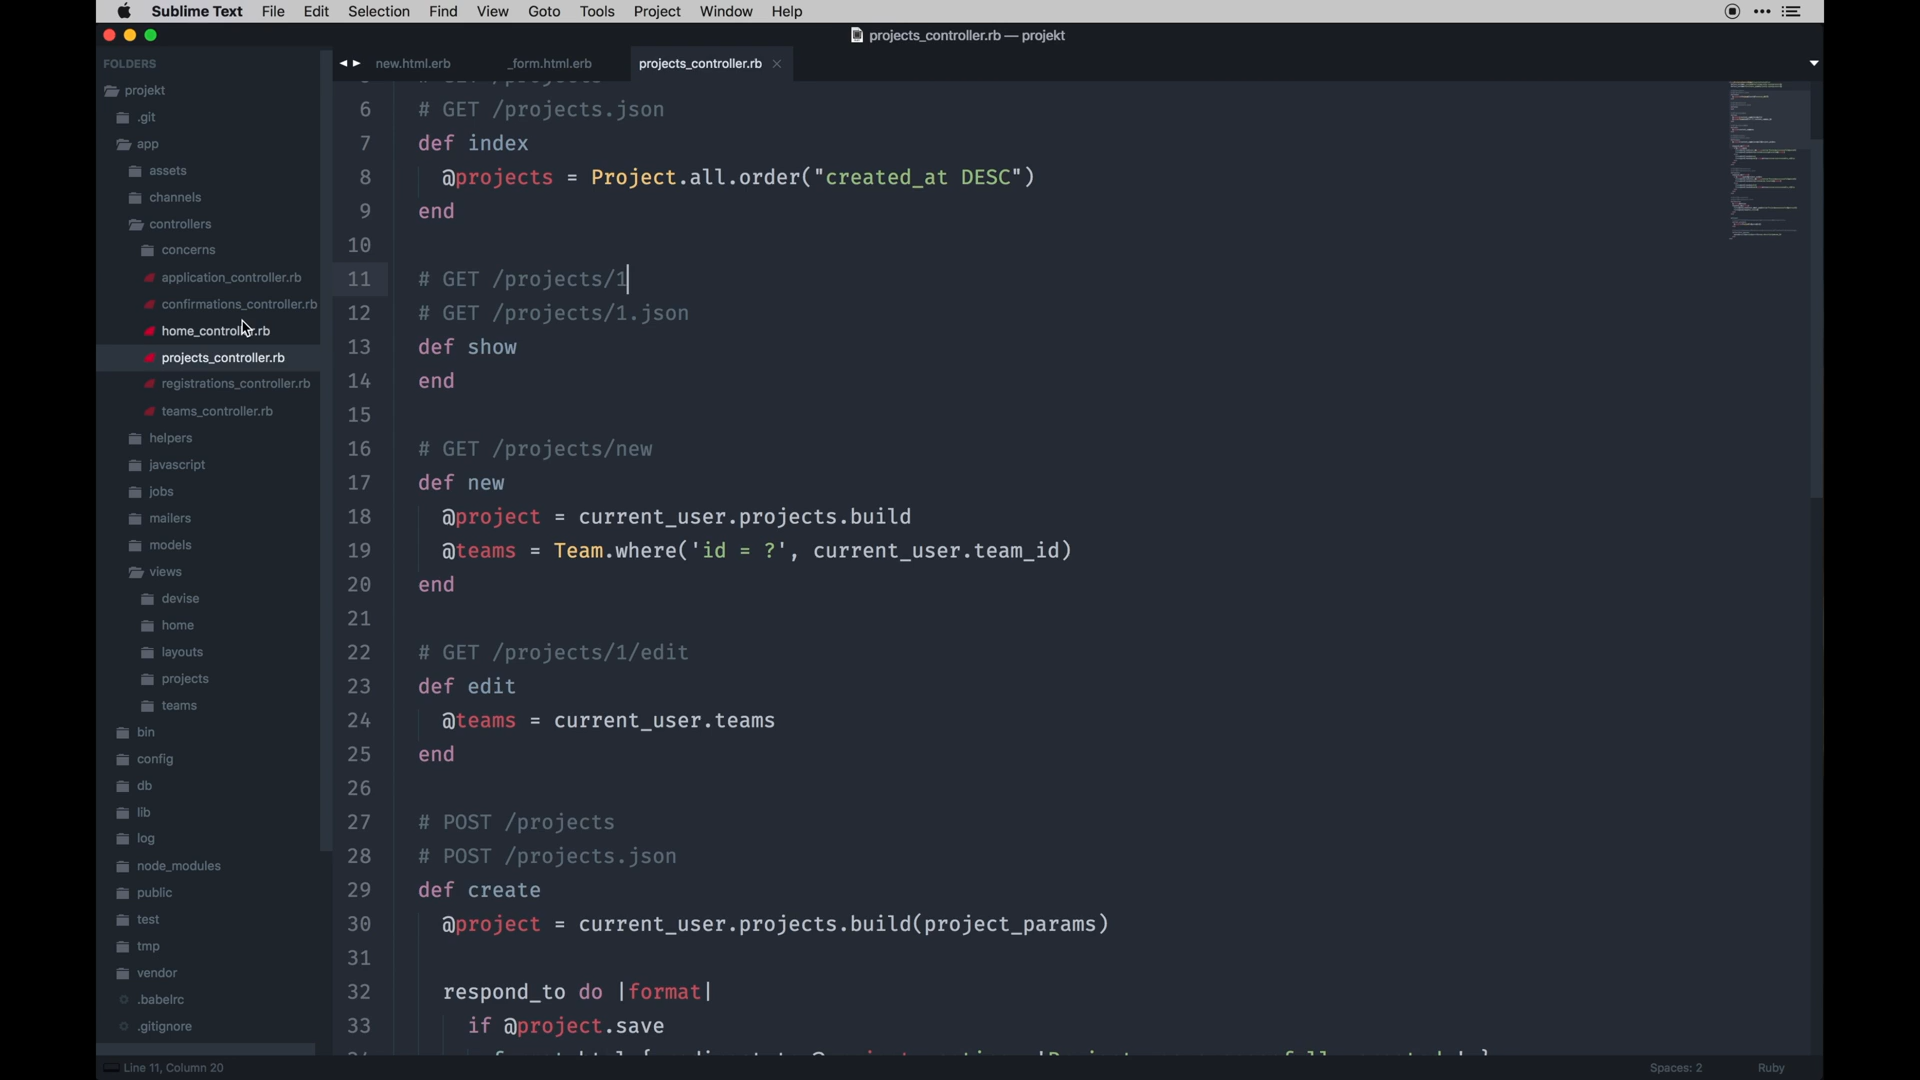 Sublime Text File Edit Selection Find View Goto Tools Project Window Help
projects_controller.rb — projekt
FOLDERS
projekt
.git
app
assets
channels
controllers
concerns
application_controller.rb
confirmations_controller.rb
home_controller.rb
projects_controller.rb
registrations_controller.rb
teams_controller.rb
helpers
javascript
jobs
mailers
models
views
devise
home
layouts
projects
teams
bin
config
db
lib
log
node_modules
public
test
tmp
vendor
.babelrc
.gitignore
new.html.erb _form.html.erb projects_controller.rb
6 # GET /projects.json
7 def index
8 @projects = Project.all.order("created_at DESC")
9 end
10
11 # GET /projects/1
12 # GET /projects/1.json
13 def show
14 end
15
16 # GET /projects/new
17 def new
18 @project = current_user.projects.build
19 @teams = Team.where('id = ?', current_user.team_id)
20 end
21
22 # GET /projects/1/edit
23 def edit
24 @teams = current_user.teams
25 end
26
27 # POST /projects
28 # POST /projects.json
29 def create
30 @project = current_user.projects.build(project_params)
31
32 respond_to do |format|
33 if @project.save
Line 11, Column 20 Spaces: 2 Ruby